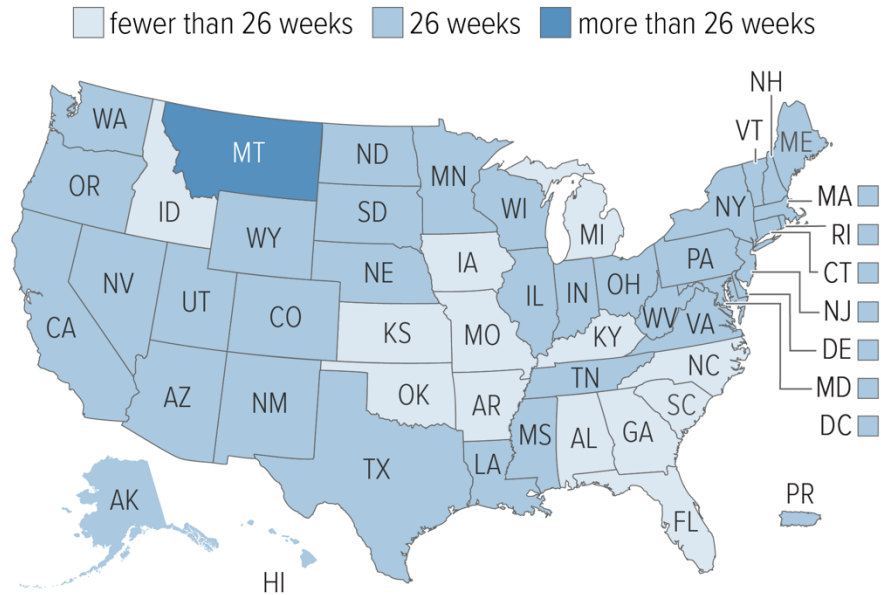 fewer than 26 weeks 26 weeks more than 26 weeks
NH
VT
WA
ME
MT
ND
MN
OR
MA
ID
SD
WI
NY
RI
WY
MI
CT
IA
PA
NE
NV
OH
NJ
IL
IN
UT
CO
WV
CA
VA
KS
MO
KY
DE
NC
TN
MD
AZ
OK
NM
AR
SC
DC
MS
AL
GA
LA
TX
PR
AK
FL
HI